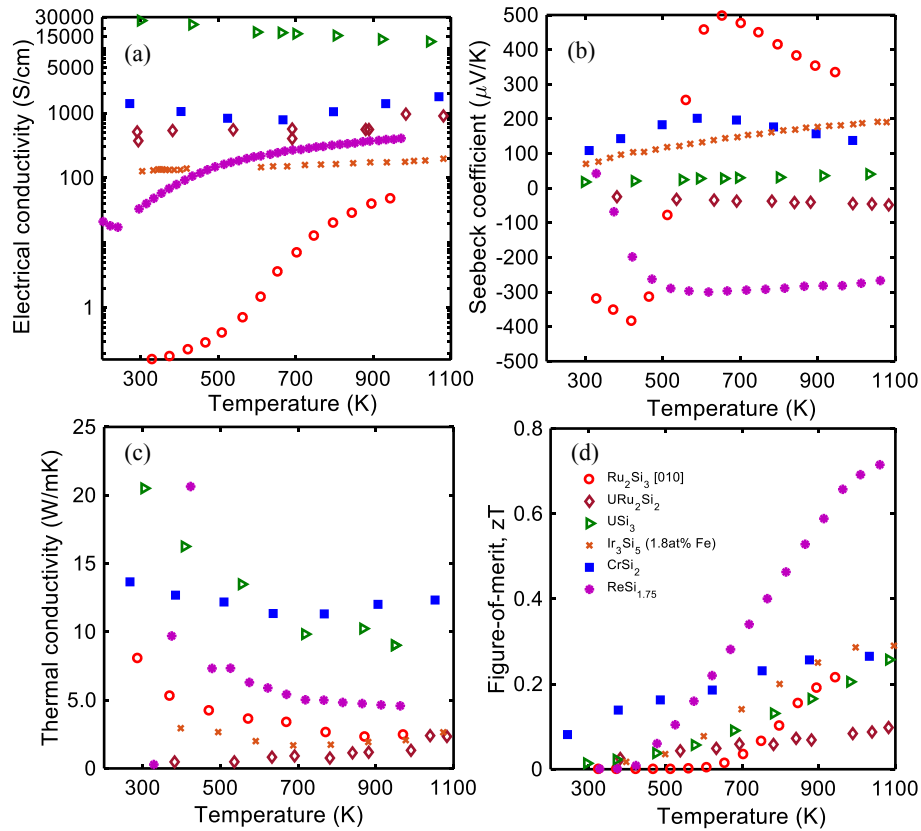 (a)
Electrical conductivity (S/cm)
30000
15000
3000
1000
100
1
300
500
700
900
1100
Temperature (K)
(b)
Seebeck coefficient (μV/K)
500
400
300
200
100
0
-100
-200
-300
-400
-500
300
500
700
900
1100
Temperature (K)
(c)
Thermal conductivity (W/mK)
25
20
15
10
5.0
0
300
500
700
900
1100
Temperature (K)
(d)
Figure-of-merit, zT
0.8
0.6
0.4
0.2
0
Ru₂Si₃ [010]
URu₂Si₂
USi₃
Ir₃Si₅ (1.8at% Fe)
CrSi₂
ReSi₁.₇₅
300
500
700
900
1100
Temperature (K)